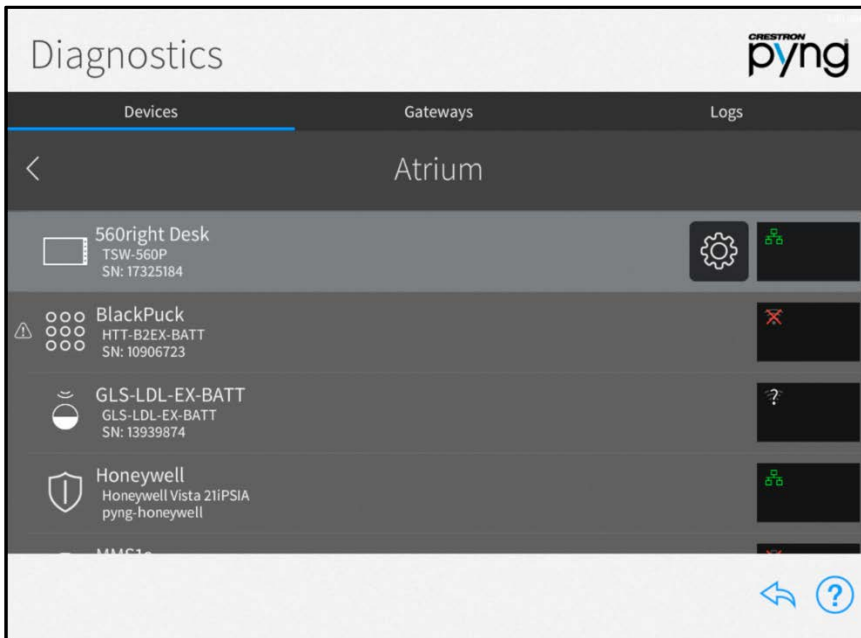 Diagnostics
CRESTRON
pyng
Devices
Gateways
Logs
Atrium
560right Desk
TSW-560P
SN: 17325184
BlackPuck
HTT-B2EX-BATT
SN: 10906723
GLS-LDL-EX-BATT
GLS-LDL-EX-BATT
SN: 13939874
?
Honeywell
Honeywell Vista 21iPSIA
pyng-honeywell
?